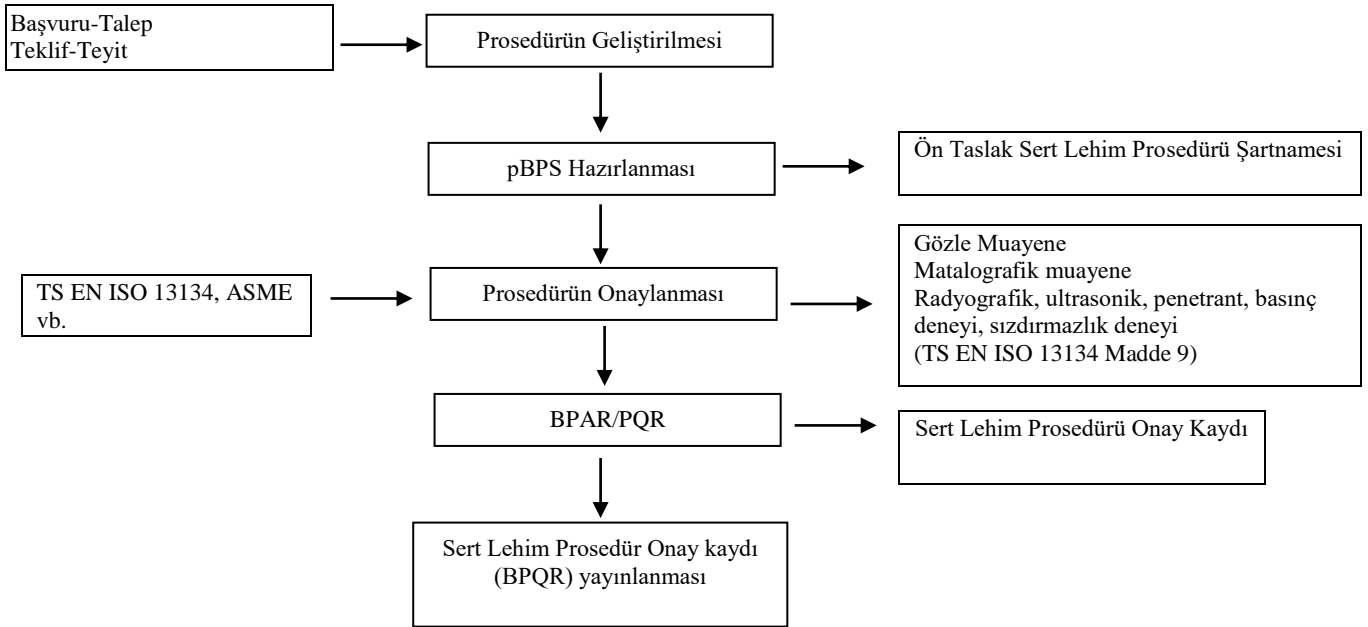 Başvuru-Talep
Teklif-Teyit
Prosedürün Geliştirilmesi
pBPS Hazırlanması
Ön Taslak Sert Lehim Prosedürü Şartnamesi
TS EN ISO 13134, ASME
vb.
Prosedürün Onaylanması
Gözle Muayene
Matalografik muayene
Radyografik, ultrasonik, penetrant, basınç
deneyi, sızdırmazlık deneyi
(TS EN ISO 13134 Madde 9)
BPAR/PQR
Sert Lehim Prosedürü Onay Kaydı
Sert Lehim Prosedür Onay kaydı
(BPQR) yayınlanması